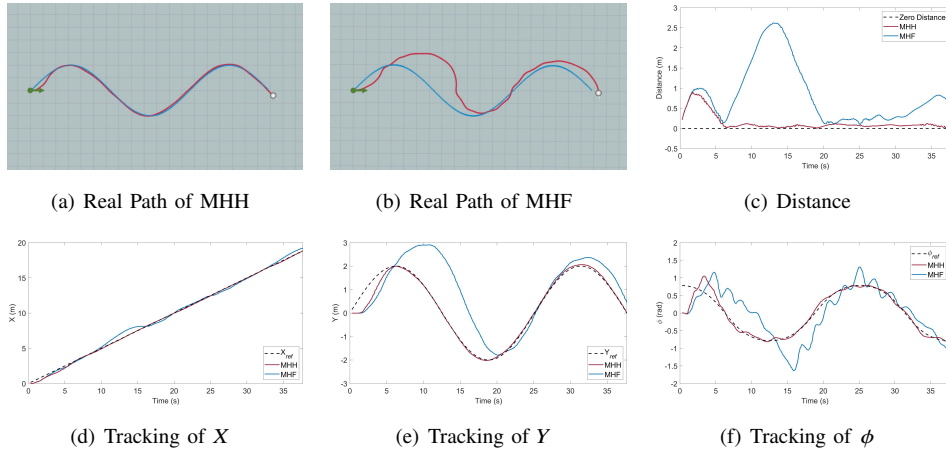 3
2.5
2
1.5
1
0.5
0
-0.5
Distance (m)
0 5 10 15 20 25 30 35
Time (s)
Zero Distance
MHH
MHF
(a) Real Path of MHH
(b) Real Path of MHF
(c) Distance
20
15
10
5
0
X (m)
0 5 10 15 20 25 30 35
Time (s)
X_ref
MHH
MHF
3
2
1
0
-1
-2
-3
Y (m)
0 5 10 15 20 25 30 35
Time (s)
Y_ref
MHH
MHF
2
1.5
1
0.5
0
-0.5
-1
-1.5
-2
ϕ (rad)
0 5 10 15 20 25 30 35
Time (s)
ϕ_ref
MHH
MHF
(d) Tracking of X
(e) Tracking of Y
(f) Tracking of ϕ